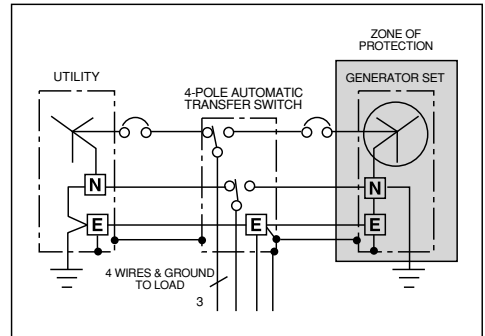 ZONE OF
PROTECTION
UTILITY
4-POLE AUTOMATIC
TRANSFER SWITCH
GENERATOR SET
N
N
E
E
E
4 WIRES & GROUND
TO LOAD
3